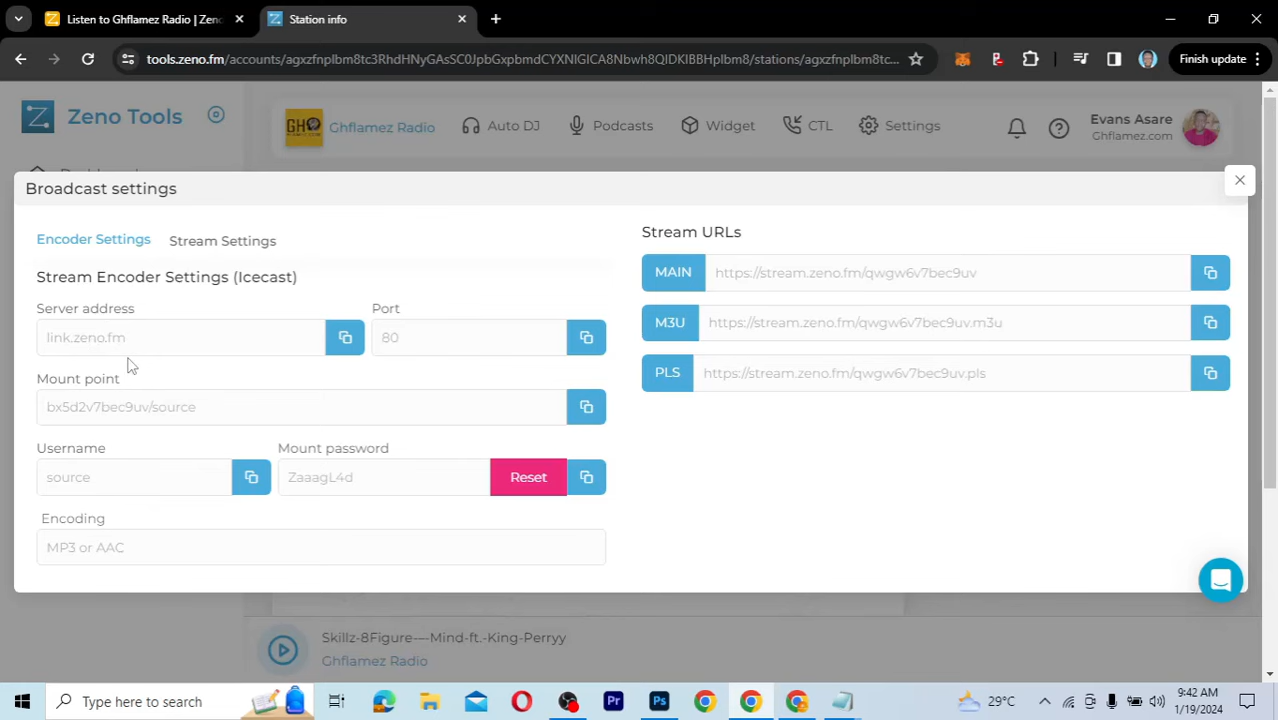 Listen to Ghflamez Radio | Zeno
Station info
tools.zeno.fm/accounts/agxzfnplbm8tc3RhdHNyGAsSC0JpbGxpbmdCYXNIGICA8Nbwh8QIDKIBBHplbm8/stations/agxzfnplbm8tc...
Finish update
Zeno Tools
Ghflamez Radio
Auto DJ
Podcasts
Widget
CTL
Settings
Evans Asare
Ghflamez.com
Broadcast settings
Encoder Settings
Stream Settings
Stream Encoder Settings (Icecast)
Server address
Port
link.zeno.fm
80
Mount point
bx5d2v7bec9uv/source
Username
Mount password
source
ZaaagL4d
Reset
Encoding
MP3 or AAC
Stream URLs
MAIN https://stream.zeno.fm/qwgw6v7bec9uv
M3U https://stream.zeno.fm/qwgw6v7bec9uv.m3u
PLS https://stream.zeno.fm/qwgw6v7bec9uv.pls
Skillz-8Figure----Mind-ft.-King-Perryy
Ghflamez Radio
Type here to search
29°C
9:42 AM
1/19/2024